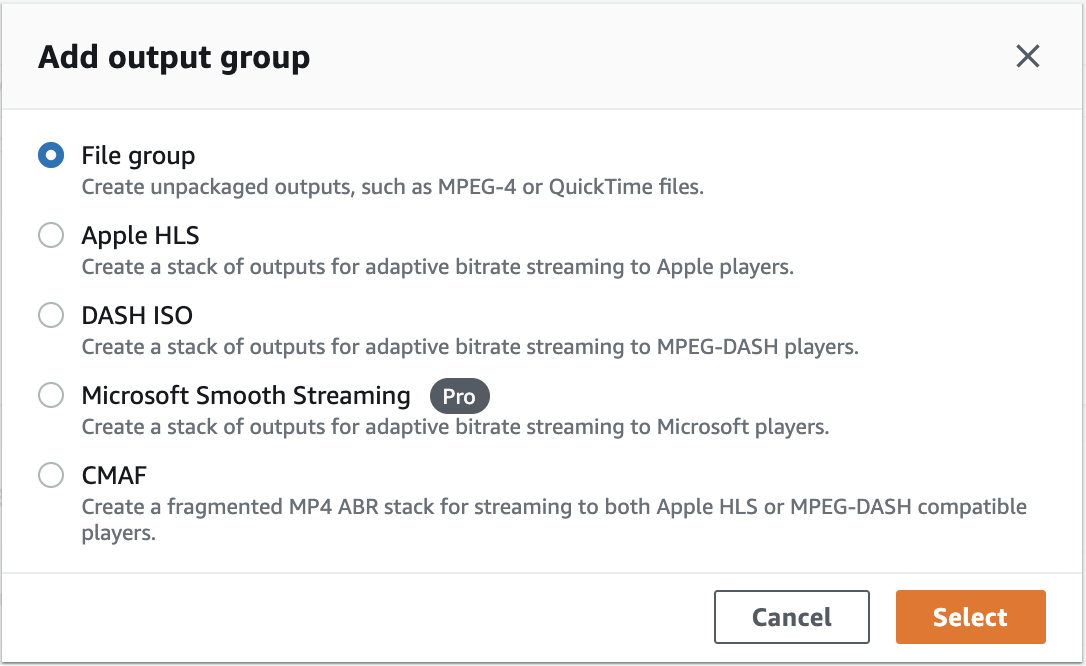 Add output group
File group
Create unpackaged outputs, such as MPEG-4 or QuickTime files.
Apple HLS
Create a stack of outputs for adaptive bitrate streaming to Apple players.
DASH ISO
Create a stack of outputs for adaptive bitrate streaming to MPEG-DASH players.
Microsoft Smooth Streaming Pro
Create a stack of outputs for adaptive bitrate streaming to Microsoft players.
CMAF
Create a fragmented MP4 ABR stack for streaming to both Apple HLS or MPEG-DASH compatible
players.
Cancel Select